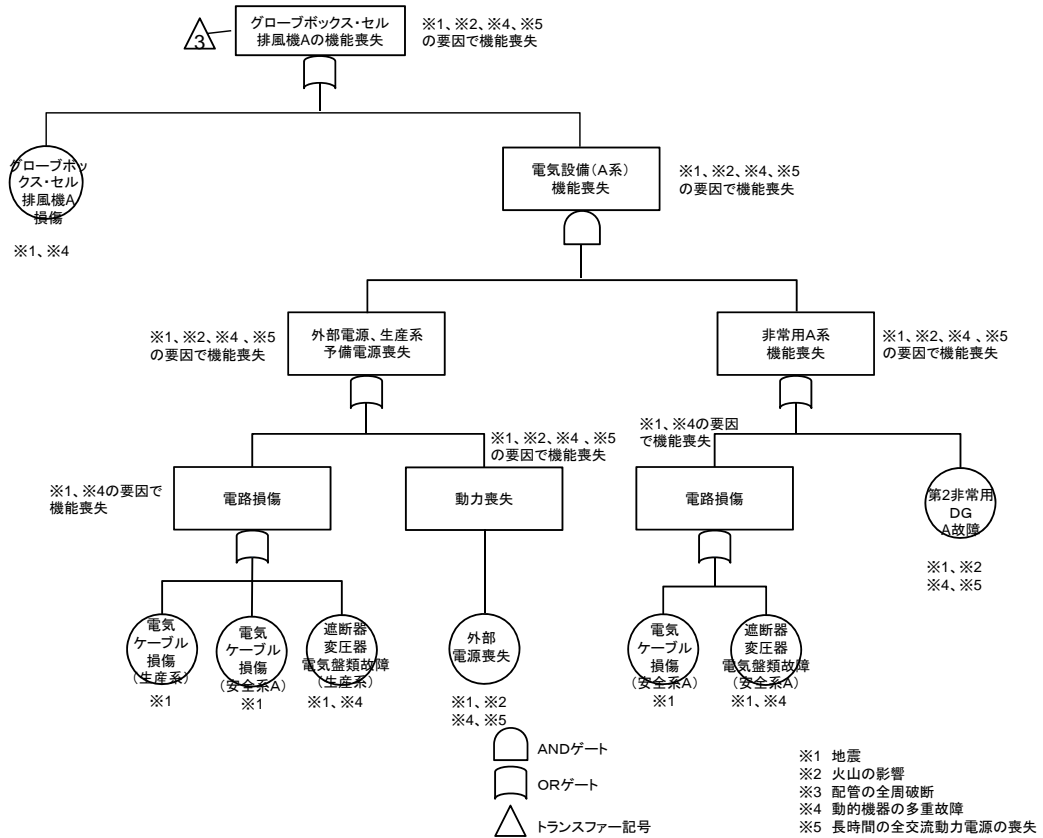 3
グローブボックス・セル
排風機Aの機能喪失
※1、※2、※4、※5
の要因で機能喪失
グローブボッ
クス・セル
排風機A
損傷
※1、※4
電気設備(A系)
機能喪失
※1、※2、※4、※5
の要因で機能喪失
※1、※2、※4 、※5
の要因で機能喪失
外部電源、生産系
予備電源喪失
非常用A系
機能喪失
※1、※2、※4 、※5
の要因で機能喪失
※1、※4の要因で
機能喪失
電路損傷
※1、※2、※4 、※5
の要因で機能喪失
動力喪失
※1、※4の要因
で機能喪失
電路損傷
第2非常用
DG
A故障
※1、※2
※4、※5
電気
ケーブル
損傷
(生産系)
※1
電気
ケーブル
損傷
(安全系A)
※1
遮断器
変圧器
電気盤類故障
(生産系)
※1、※4
外部
電源喪失
※1、※2
※4、※5
電気
ケーブル
損傷
(安全系A)
※1
遮断器
変圧器
電気盤類故障
(安全系A)
※1、※4
ANDゲート
ORゲート
トランスファー記号
※1 地震
※2 火山の影響
※3 配管の全周破断
※4 動的機器の多重故障
※5 長時間の全交流動力電源の喪失